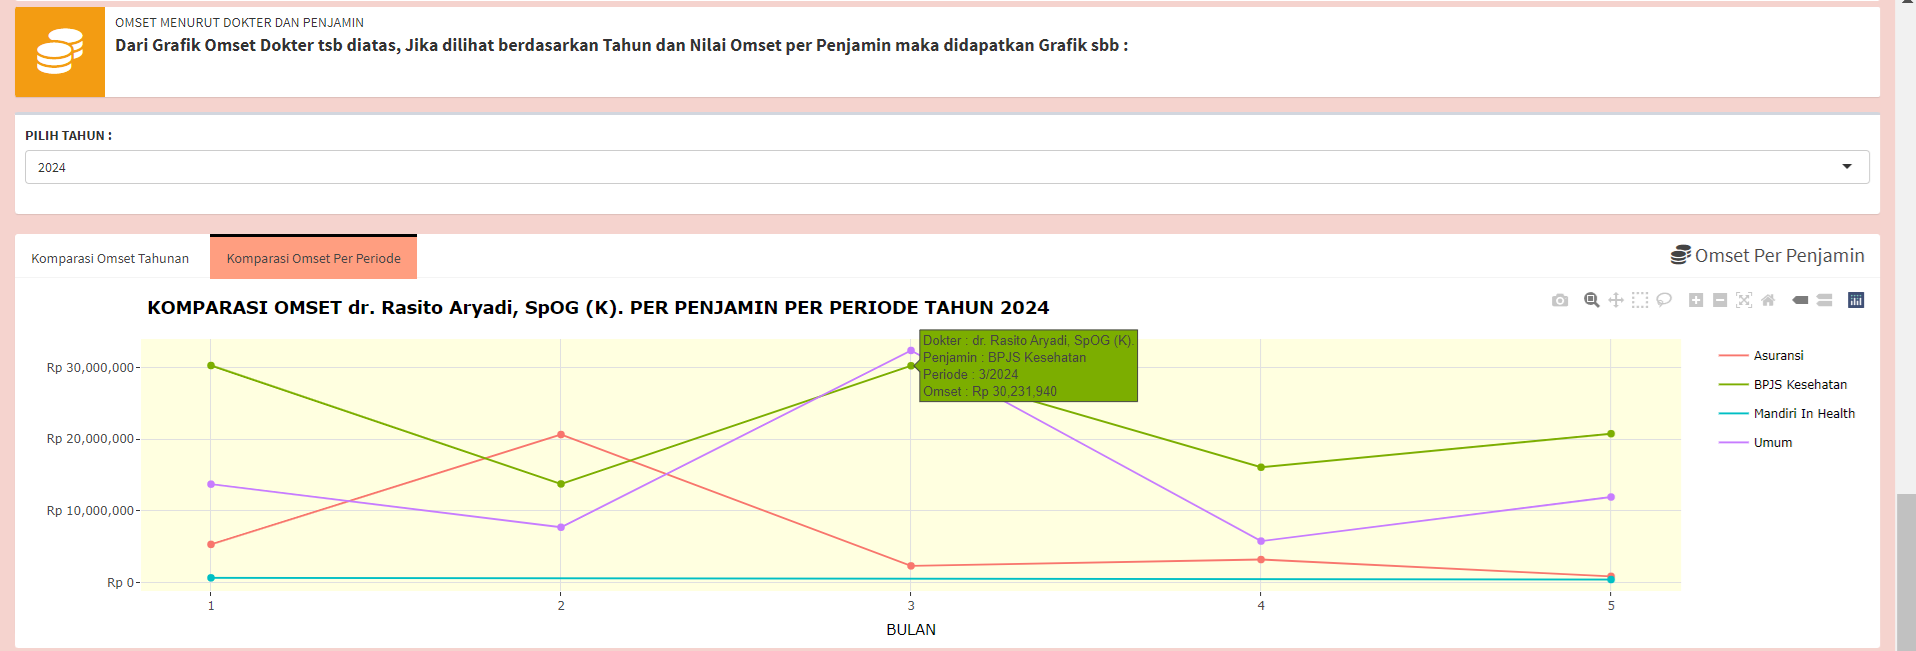 OMSET MENURUT DOKTER DAN PENJAMIN
Dari Grafik Omset Dokter tsb diatas, Jika dilihat berdasarkan Tahun dan Nilai Omset per Penjamin maka didapatkan Grafik sbb :
PILIH TAHUN :
2024
Komparasi Omset Tahunan
Komparasi Omset Per Periode
Omset Per Penjamin
KOMPARASI OMSET dr. Rasito Aryadi, SpOG (K). PER PENJAMIN PER PERIODE TAHUN 2024
Dokter : dr. Rasito Aryadi, SpOG (K).
Penjamin : BPJS Kesehatan
Periode : 3/2024
Omset : Rp 30,231,940
Rp 30,000,000
Rp 20,000,000
Rp 10,000,000
Rp 0
1
2
3
4
5
BULAN
Asuransi
BPJS Kesehatan
Mandiri In Health
Umum